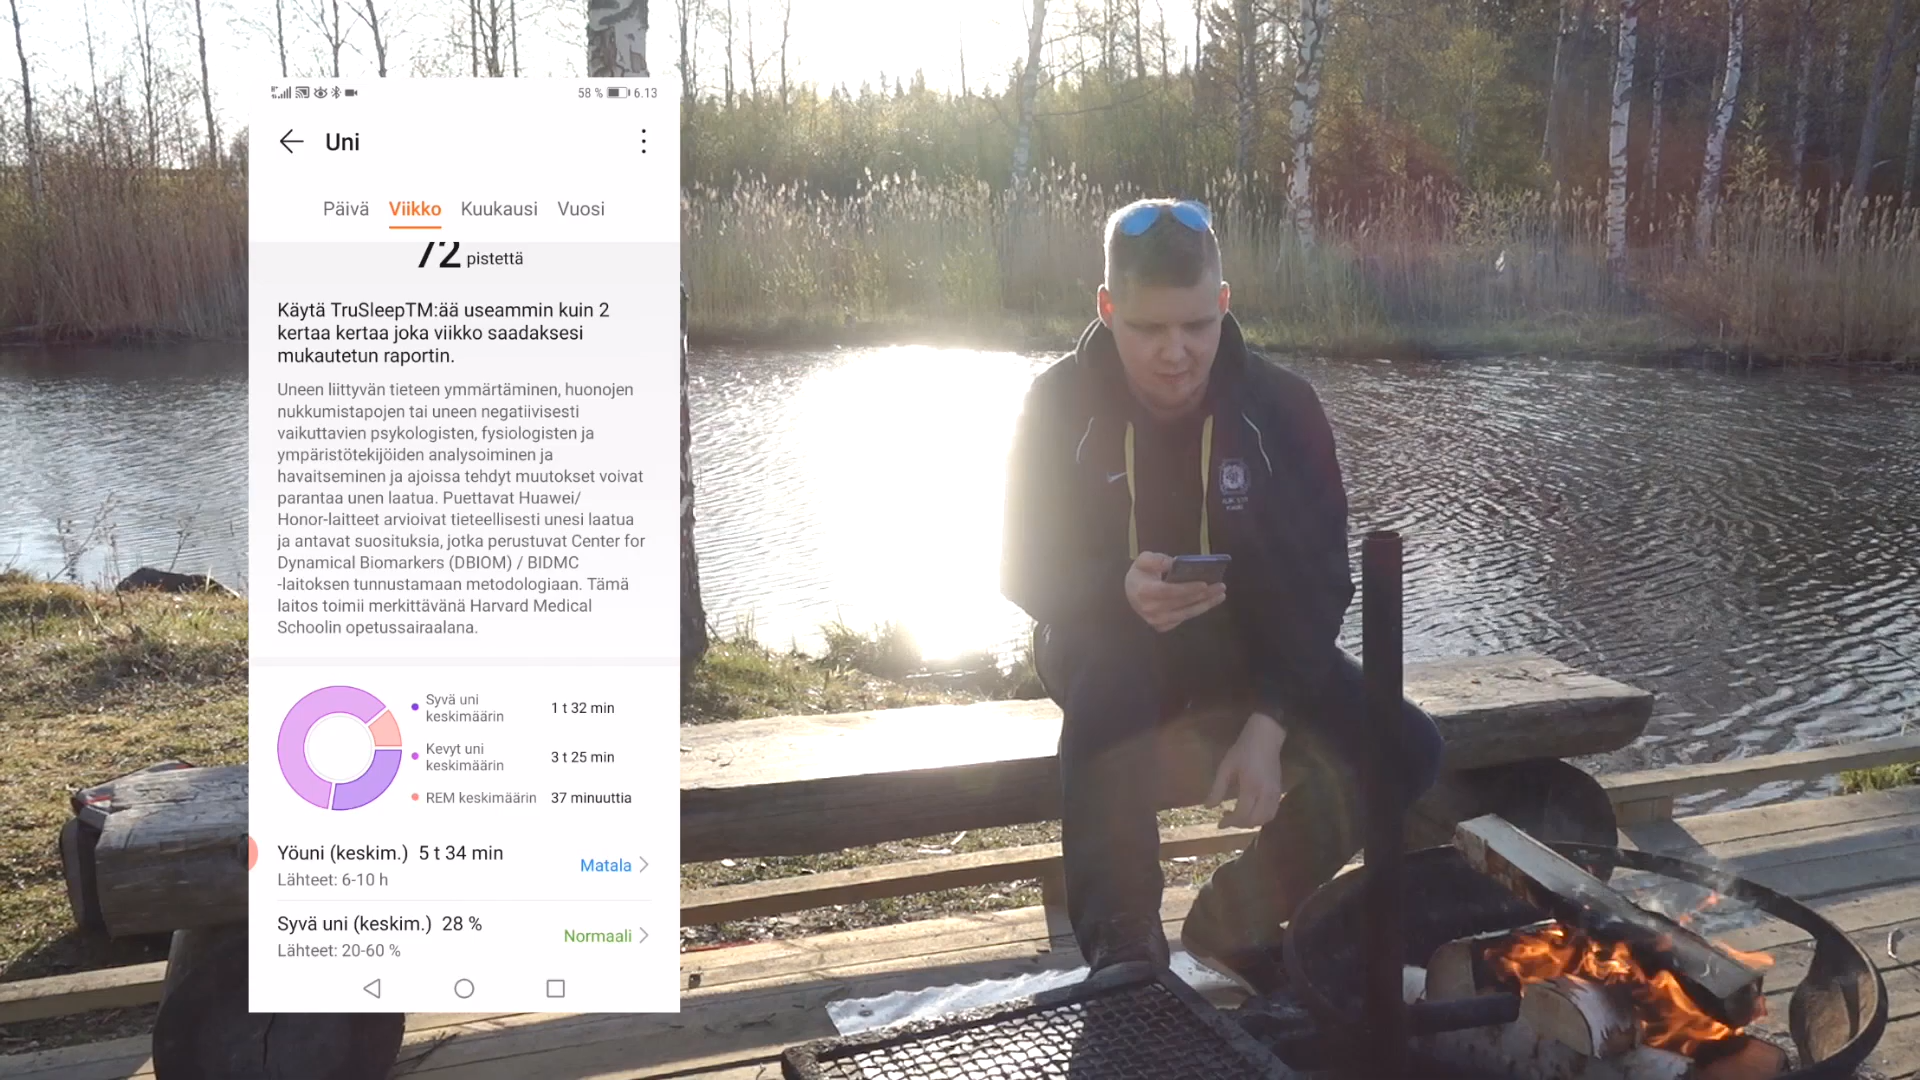 58 % 6.13
Uni
Päivä Viikko Kuukausi Vuosi
72 pistettä
Käytä TruSleepTM:ää useammin kuin 2
kertaa kertaa joka viikko saadaksesi
mukautetun raportin.
Uneen liittyvän tieteen ymmärtäminen, huonojen
nukkumistapojen tai uneen negatiivisesti
vaikuttavien psykologisten, fysiologisten ja
ympäristötekijöiden analysoiminen ja
havaitseminen ja ajoissa tehdyt muutokset voivat
parantaa unen laatua. Puettavat Huawei/
Honor-laitteet arvioivat tieteellisesti unesi laatua
ja antavat suosituksia, jotka perustuvat Center for
Dynamical Biomarkers (DBIOM) / BIDMC
-laitoksen tunnustamaan metodologiaan. Tämä
laitos toimii merkittävänä Harvard Medical
Schoolin opetussairaalana.
Syvä uni
keskimäärin 1 t 32 min
Kevyt uni
keskimäärin 3 t 25 min
REM keskimäärin 37 minuuttia
Yöuni (keskim.) 5 t 34 min
Matala
Lähteet: 6-10 h
Syvä uni (keskim.) 28 %
Normaali
Lähteet: 20-60 %